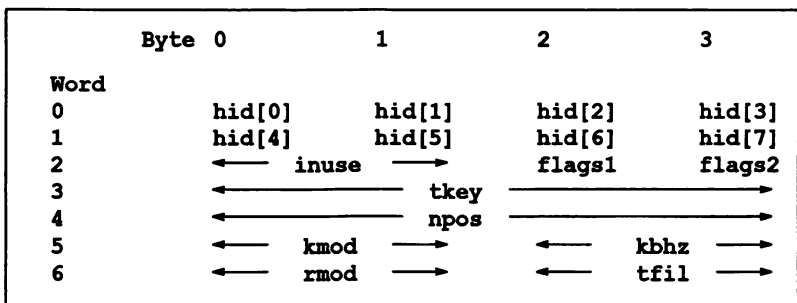 Byte 0 1 2 3
Word
0 hid[0] hid[1] hid[2] hid[3]
1 hid[4] hid[5] hid[6] hid[7]
2 inuse flags1 flags2
3 tkey
4 npos
5 kmod kbhz
6 rmod tfil